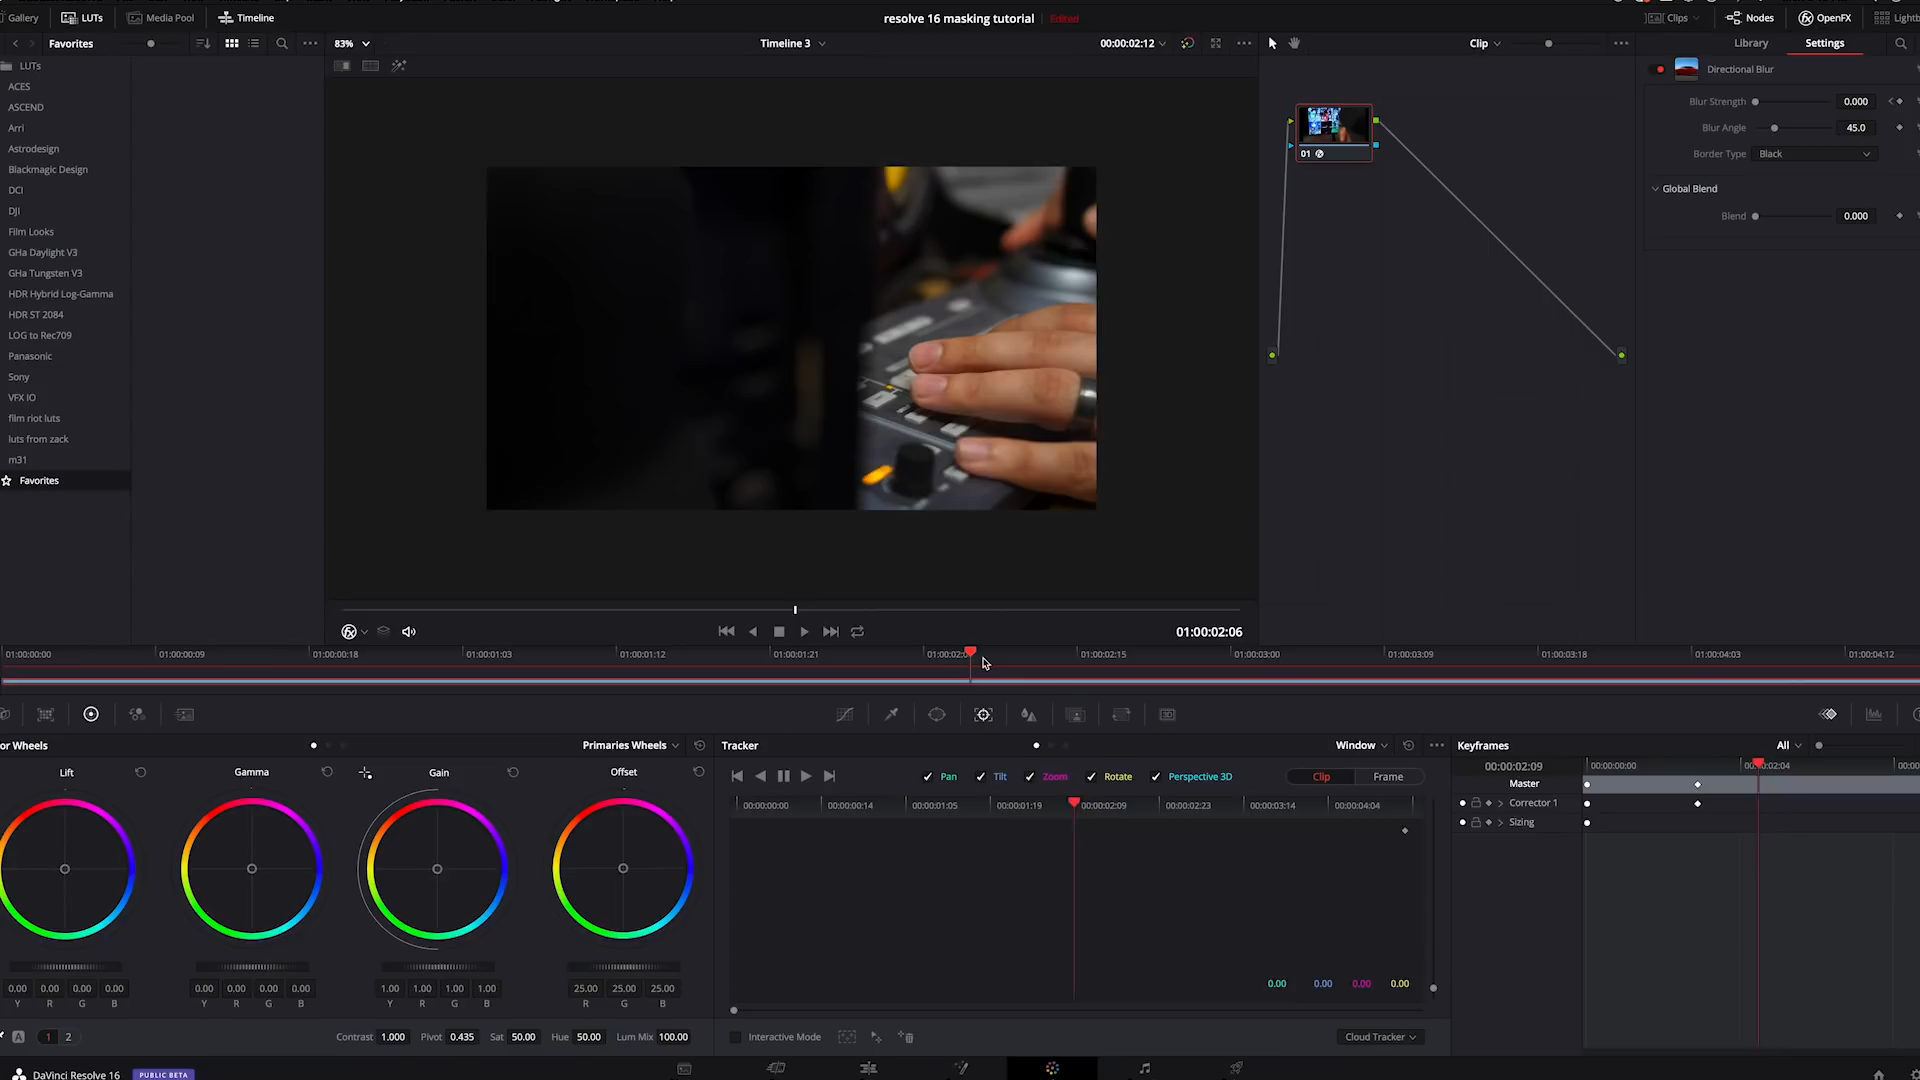 Gallery
LUTs
Media Pool
Timeline
resolve 16 masking tutorial
Edited
Clips
Nodes
OpenFX
Favorites
83%
Timeline 3
00:00:02:12
Clip
Library
Settings
LUTs
ACES
ASCEND
Arri
Astrodesign
Blackmagic Design
DCI
DJI
Film Looks
GHa Daylight V3
GHa Tungsten V3
HDR Hybrid Log-Gamma
HDR ST 2084
LOG to Rec709
Panasonic
Sony
VFX IO
film riot luts
luts from zack
m31
Favorites
01
Directional Blur
Blur Strength
0.000
Blur Angle
45.0
Border Type
Black
Global Blend
Blend
0.000
01:00:02:06
01:00:00:00
01:00:00:09
01:00:00:18
01:00:01:03
01:00:01:12
01:00:01:21
01:00:02:15
01:00:03:00
01:00:03:09
01:00:03:18
01:00:04:03
01:00:04:12
or Wheels
Primaries Wheels
Lift
Gamma
Gain
Offset
0.00 0.00 0.00 0.00
Y R G B
0.00 0.00 0.00 0.00
Y R G B
1.00 1.00 1.00 1.00
Y R G B
25.00 25.00 25.00
R G B
A 1 2
Contrast 1.000
Pivot 0.435
Sat 50.00
Hue 50.00
Lum Mix 100.00
Tracker
Window
Pan
Tilt
Zoom
Rotate
Perspective 3D
Clip
Frame
00:00:00:00
00:00:00:14
00:00:01:05
00:00:01:19
00:00:02:09
00:00:02:23
00:00:03:14
00:00:04:04
0.00 0.00 0.00 0.00
Interactive Mode
Cloud Tracker
Keyframes
All
00:00:02:09
00:00:00:00
Master
Corrector 1
Sizing
DaVinci Resolve 16
PUBLIC BETA